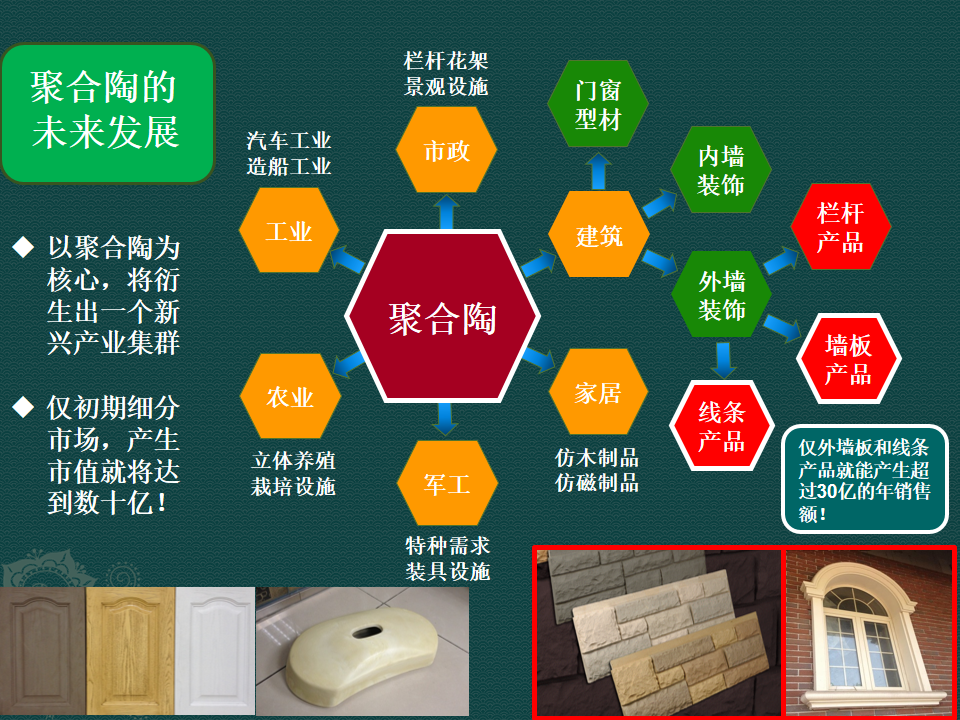 聚合陶的
未来发展
以聚合陶为
核心，将衍
生出一个新
兴产业集群
仅初期细分
市场，产生
市值就将达
到数十亿！
栏杆花架
景观设施
市政
汽车工业
造船工业
工业
聚合陶
农业
立体养殖
栽培设施
军工
特种需求
装具设施
家居
仿木制品
仿磁制品
建筑
门窗
型材
内墙
装饰
外墙
装饰
栏杆
产品
墙板
产品
线条
产品
仅外墙板和线条
产品就能产生超
过30亿的年销售
额！